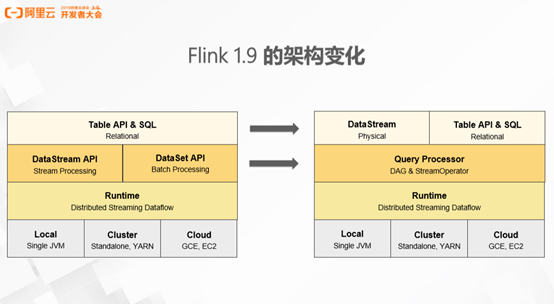 阿里云
2019阿里云峰会·上海
开发者大会
Flink 1.9 的架构变化
Table API & SQL
Relational
DataStream API
Stream Processing
DataSet API
Batch Processing
Runtime
Distributed Streaming Dataflow
Local
Single JVM
Cluster
Standalone, YARN
Cloud
GCE, EC2
DataStream
Physical
Table API & SQL
Relational
Query Processor
DAG & StreamOperator
Runtime
Distributed Streaming Dataflow
Local
Single JVM
Cluster
Standalone, YARN
Cloud
GCE, EC2